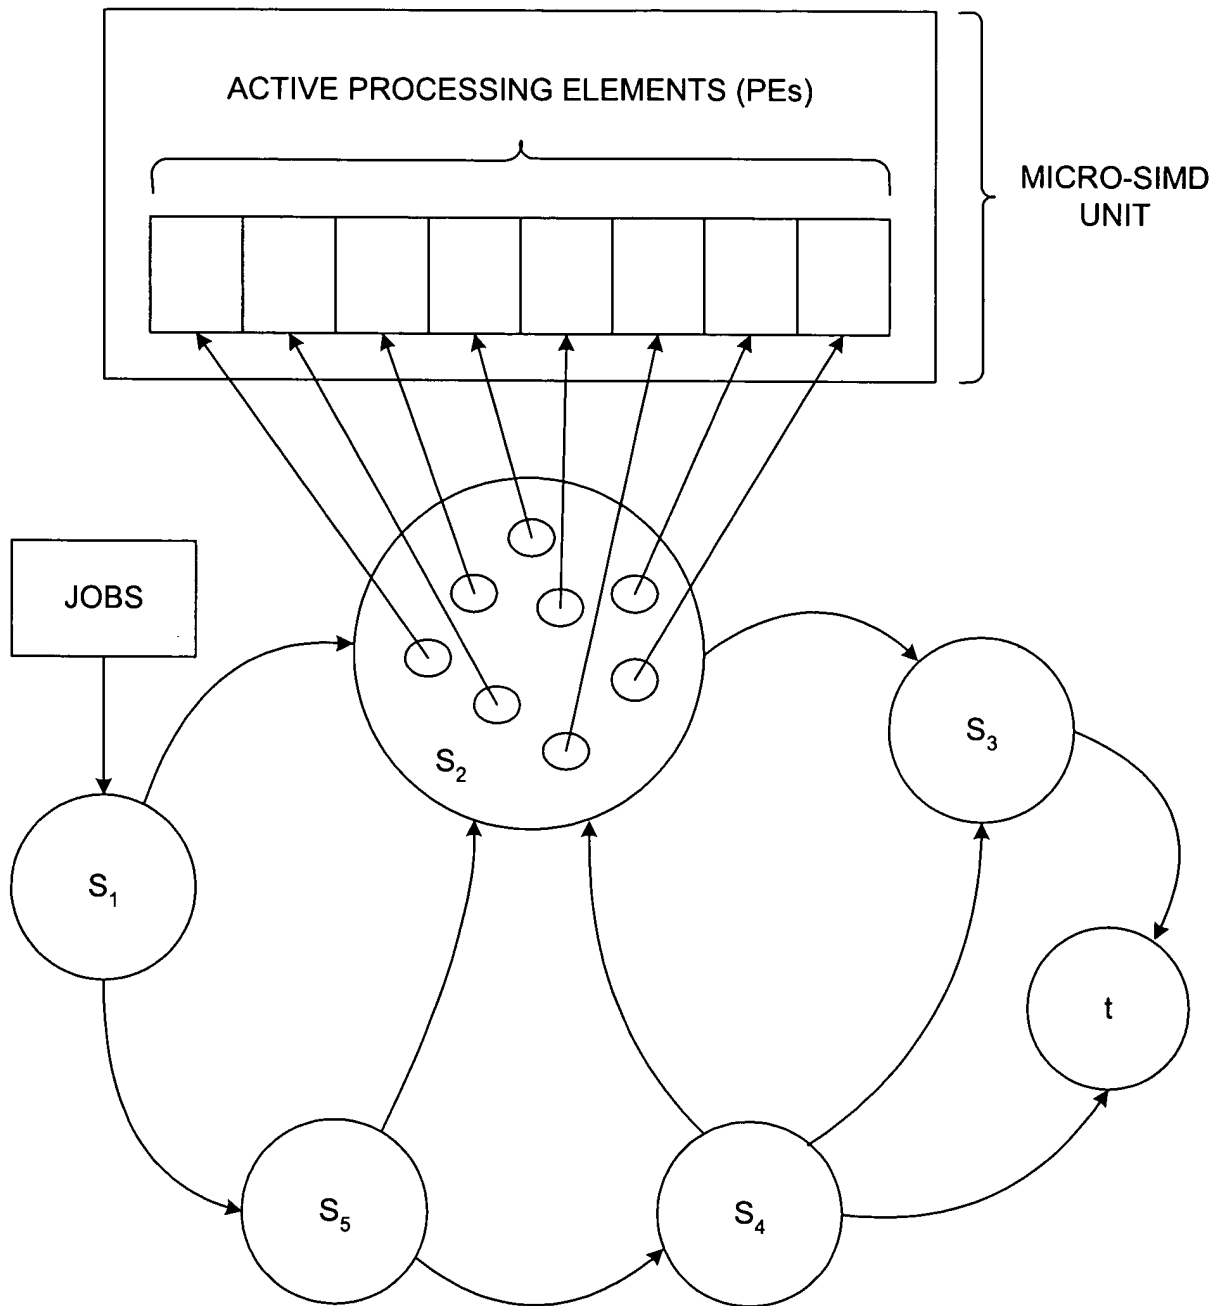 ACTIVE PROCESSING ELEMENTS (PEs)
MICRO-SIMD
UNIT
JOBS
S₂
S₃
S₁
t
S₅
S₄